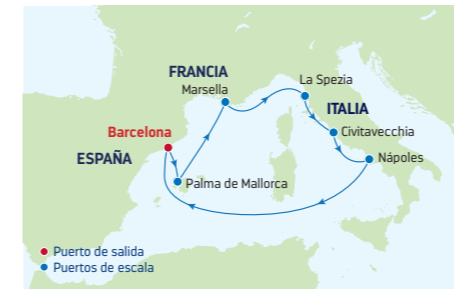 FRANCIA
Marsella
La Spezia
ITALIA
Civitavecchia
Barcelona
ESPAÑA
Nápoles
Palma de Mallorca
Puerto de salida
Puertos de escala